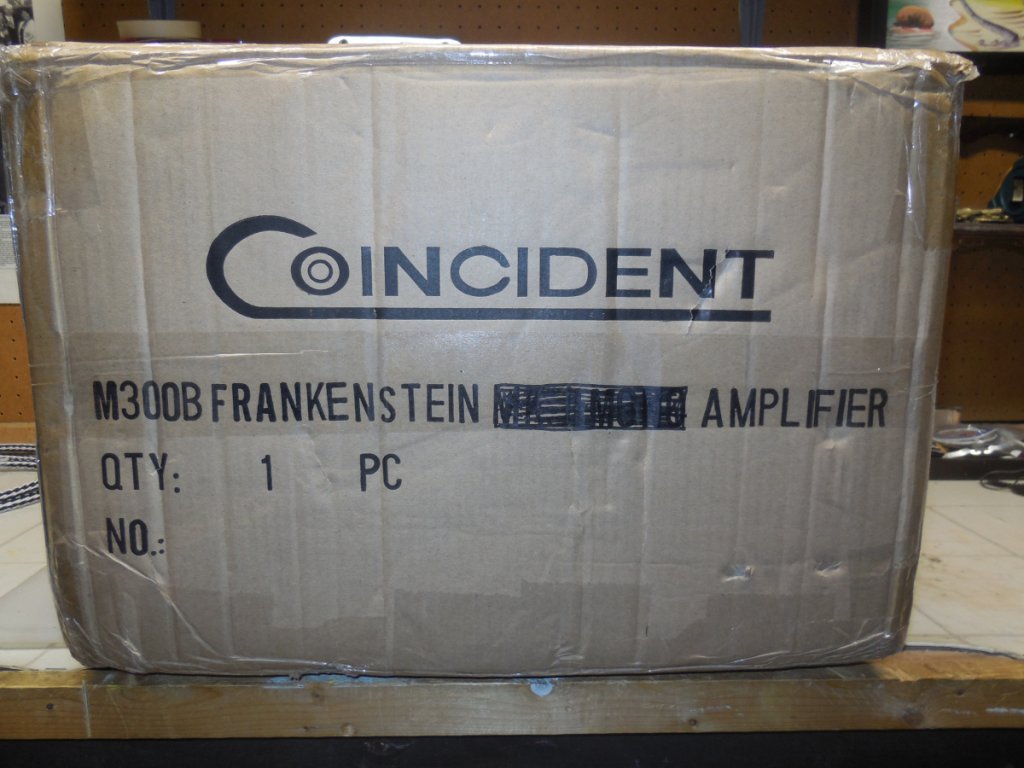 COINCIDENT
M300B FRANKENSTEIN AMPLIFIER
QTY: 1 PC
NO.: